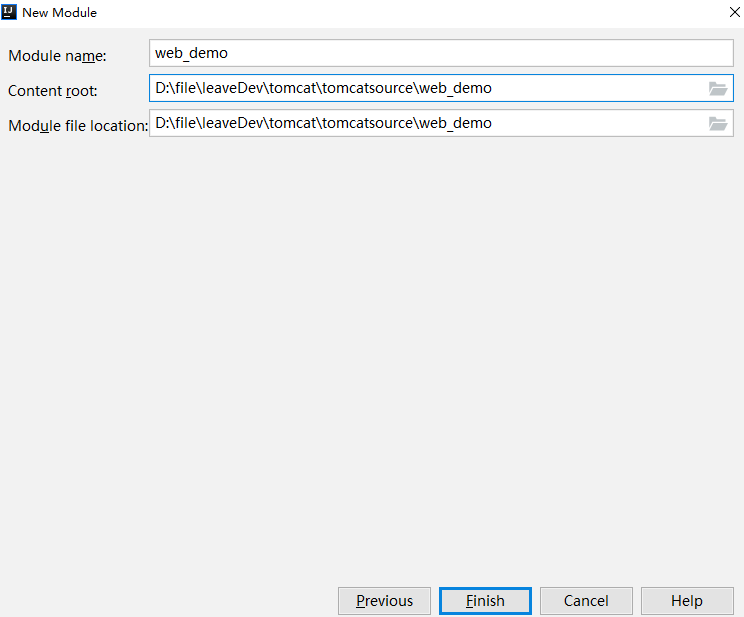 New Module
Module name: web_demo
Content root: D:\file\leaveDev\tomcat\tomcatsource\web_demo
Module file location: D:\file\leaveDev\tomcat\tomcatsource\web_demo
Previous Finish Cancel Help